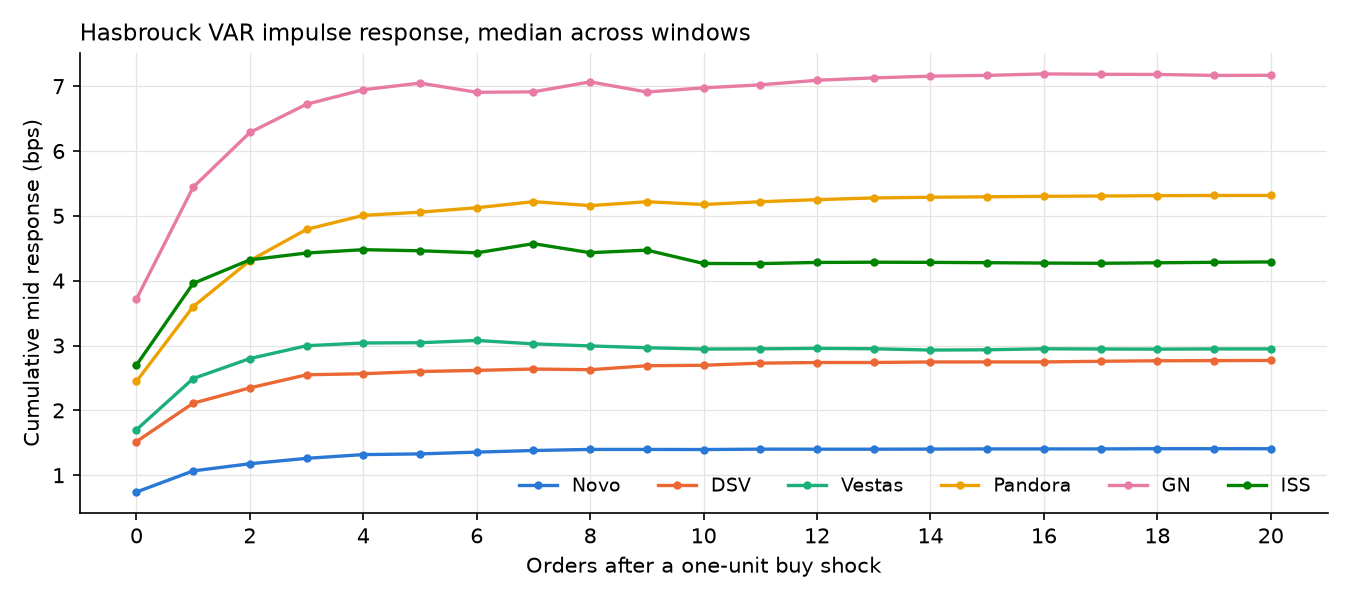 Hasbrouck VAR impulse response, median across windows
Cumulative mid response (bps)
7
6
5
4
3
2
1
Novo DSV Vestas Pandora GN ISS
0 2 4 6 8 10 12 14 16 18 20
Orders after a one-unit buy shock